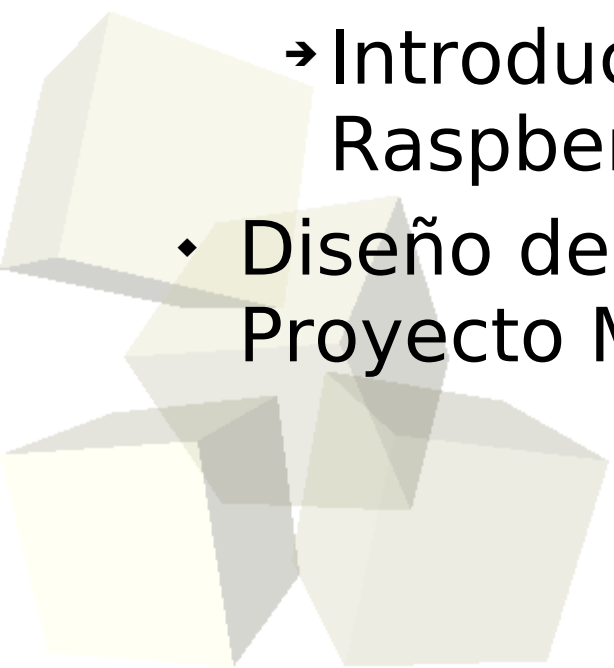 ➔ Introduc
Raspber
◆ Diseño de
Proyecto M